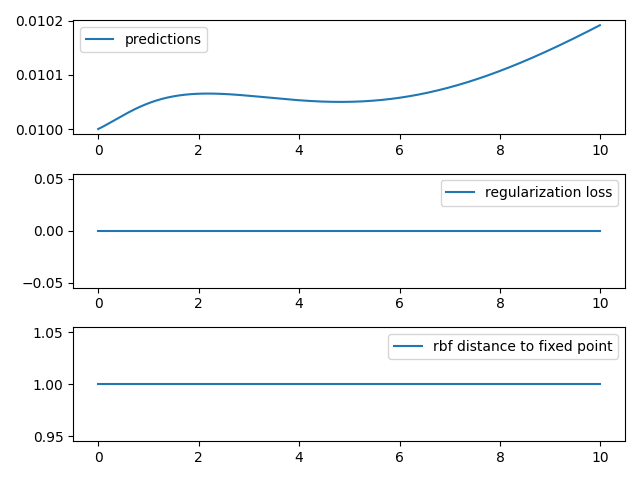 0.0102
predictions
0.0101
0.0100
0 2 4 6 8 10
0.05
regularization loss
0.00
−0.05
0 2 4 6 8 10
1.05
rbf distance to fixed point
1.00
0.95
0 2 4 6 8 10